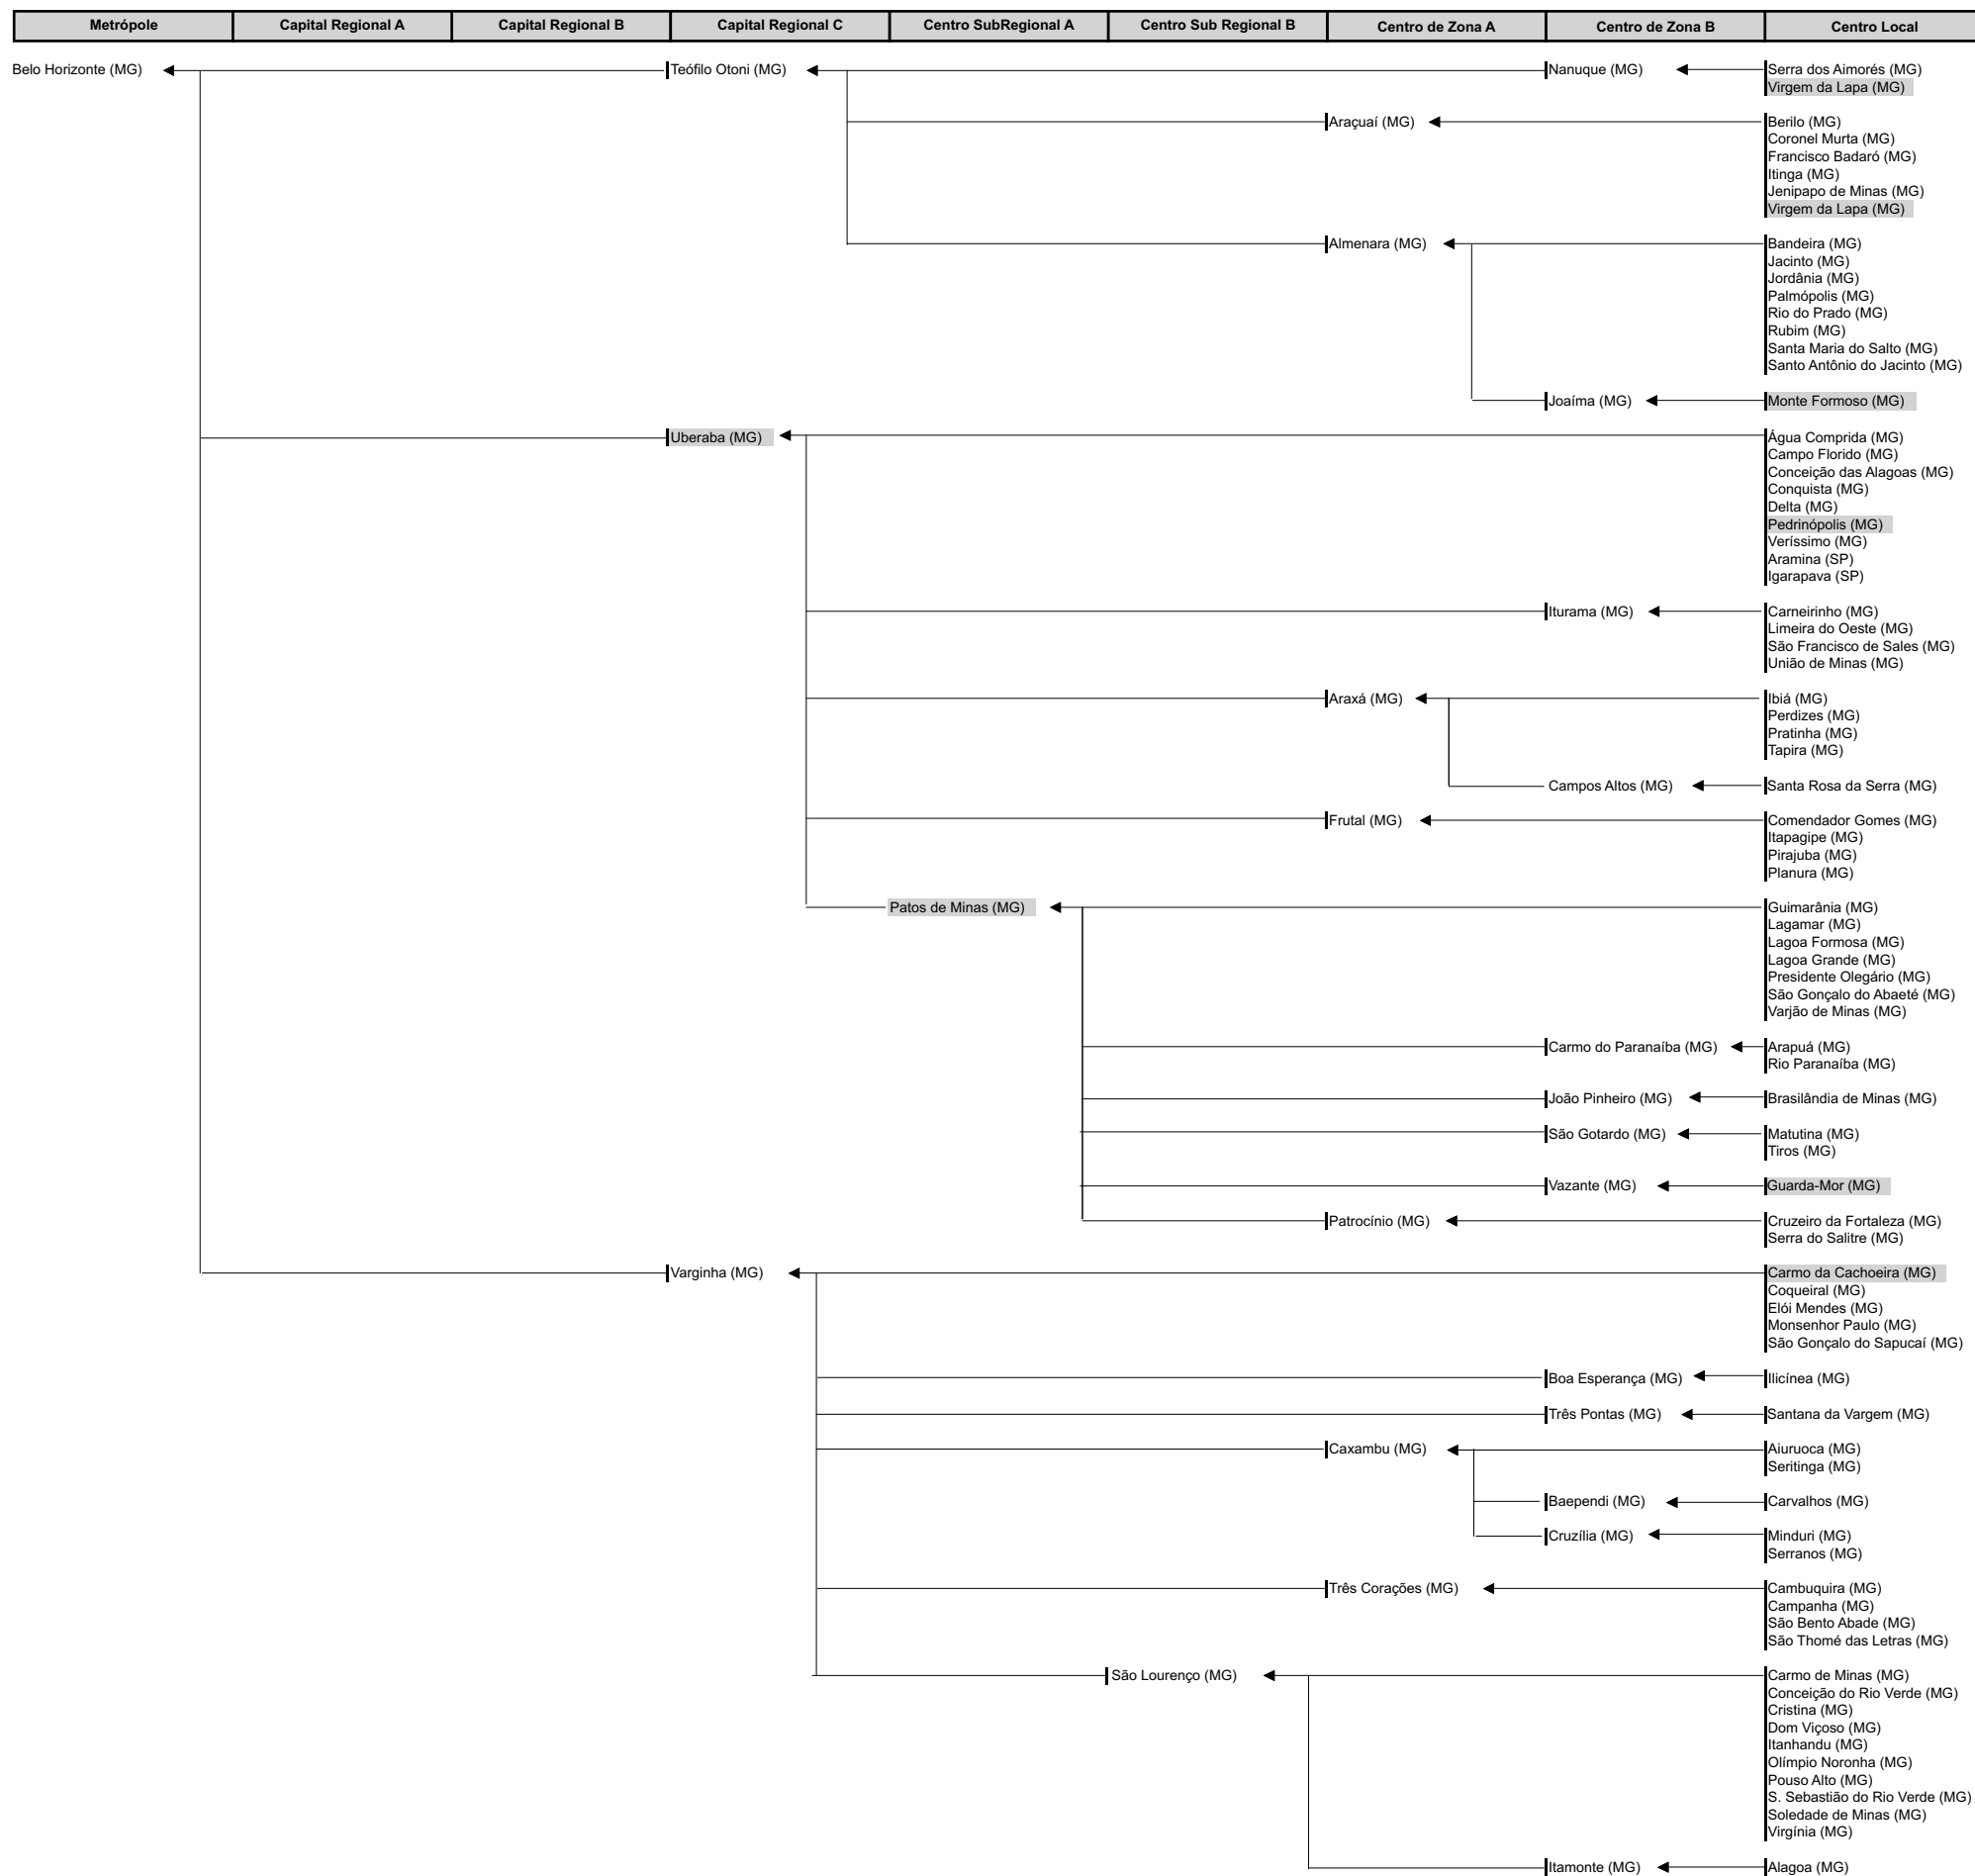 Metrópole Capital Regional A Capital Regional B Capital Regional C Centro SubRegional A Centro Sub Regional B Centro de Zona A Centro de Zona B Centro Local
Belo Horizonte (MG) Teófilo Otoni (MG) Nanuque (MG) Serra dos Aimorés (MG)
Virgem da Lapa (MG)
Araçuaí (MG) Berilo (MG)
Coronel Murta (MG)
Francisco Badaró (MG)
Itinga (MG)
Jenipapo de Minas (MG)
Virgem da Lapa (MG)
Almenara (MG) Bandeira (MG)
Jacinto (MG)
Jordânia (MG)
Palmópolis (MG)
Rio do Prado (MG)
Rubim (MG)
Santa Maria do Salto (MG)
Santo Antônio do Jacinto (MG)
Joaíma (MG) Monte Formoso (MG)
Uberaba (MG) Água Comprida (MG)
Campo Florido (MG)
Conceição das Alagoas (MG)
Conquista (MG)
Delta (MG)
Pedrinópolis (MG)
Veríssimo (MG)
Aramina (SP)
Igarapava (SP)
Iturama (MG) Carneirinho (MG)
Limeira do Oeste (MG)
São Francisco de Sales (MG)
União de Minas (MG)
Araxá (MG) Ibiá (MG)
Perdizes (MG)
Pratinha (MG)
Tapira (MG)
Campos Altos (MG) Santa Rosa da Serra (MG)
Frutal (MG) Comendador Gomes (MG)
Itapagipe (MG)
Pirajuba (MG)
Planura (MG)
Patos de Minas (MG) Guimarânia (MG)
Lagamar (MG)
Lagoa Formosa (MG)
Lagoa Grande (MG)
Presidente Olegário (MG)
São Gonçalo do Abaeté (MG)
Varjão de Minas (MG)
Carmo do Paranaíba (MG) Arapuá (MG)
Rio Paranaíba (MG)
João Pinheiro (MG) Brasilândia de Minas (MG)
São Gotardo (MG) Matutina (MG)
Tiros (MG)
Vazante (MG) Guarda-Mor (MG)
Patrocínio (MG) Cruzeiro da Fortaleza (MG)
Serra do Salitre (MG)
Varginha (MG) Carmo da Cachoeira (MG)
Coqueiral (MG)
Elói Mendes (MG)
Monsenhor Paulo (MG)
São Gonçalo do Sapucaí (MG)
Boa Esperança (MG) Ilicínea (MG)
Três Pontas (MG) Santana da Vargem (MG)
Caxambu (MG) Aiuruoca (MG)
Seritinga (MG)
Baependi (MG) Carvalhos (MG)
Cruzília (MG) Minduri (MG)
Serranos (MG)
Três Corações (MG) Cambuquira (MG)
Campanha (MG)
São Bento Abade (MG)
São Thomé das Letras (MG)
São Lourenço (MG) Carmo de Minas (MG)
Conceição do Rio Verde (MG)
Cristina (MG)
Dom Viçoso (MG)
Itanhandu (MG)
Olímpio Noronha (MG)
Pouso Alto (MG)
S. Sebastião do Rio Verde (MG)
Soledade de Minas (MG)
Virgínia (MG)
Itamonte (MG) Alagoa (MG)